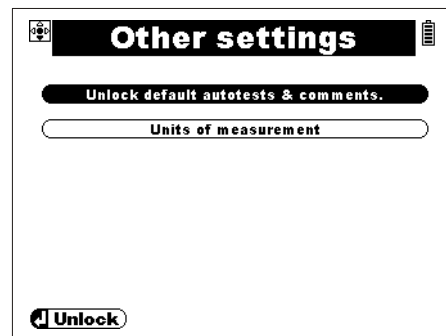 Other settings
Unlock default autotests & comments.
Units of measurement
Unlock